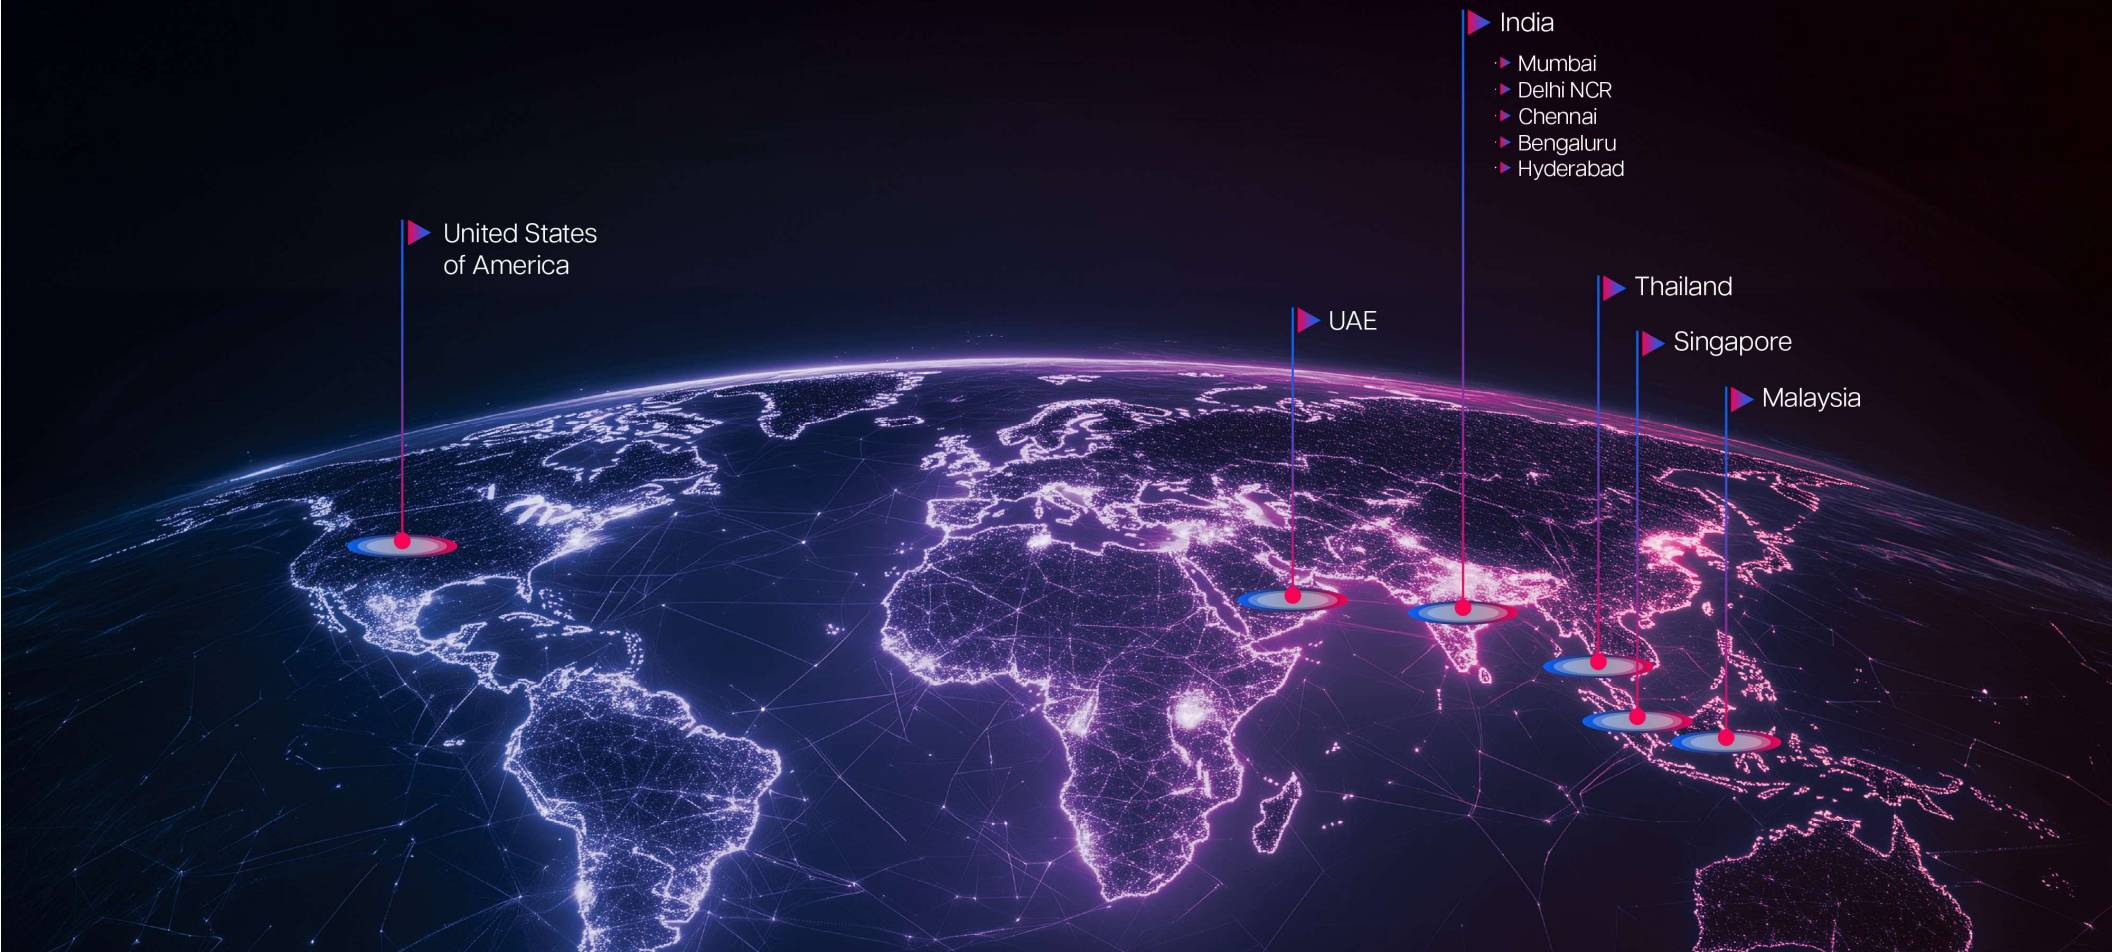 India
Mumbai
Delhi NCR
Chennai
Bengaluru
Hyderabad
United States
of America
Thailand
UAE
Singapore
Malaysia